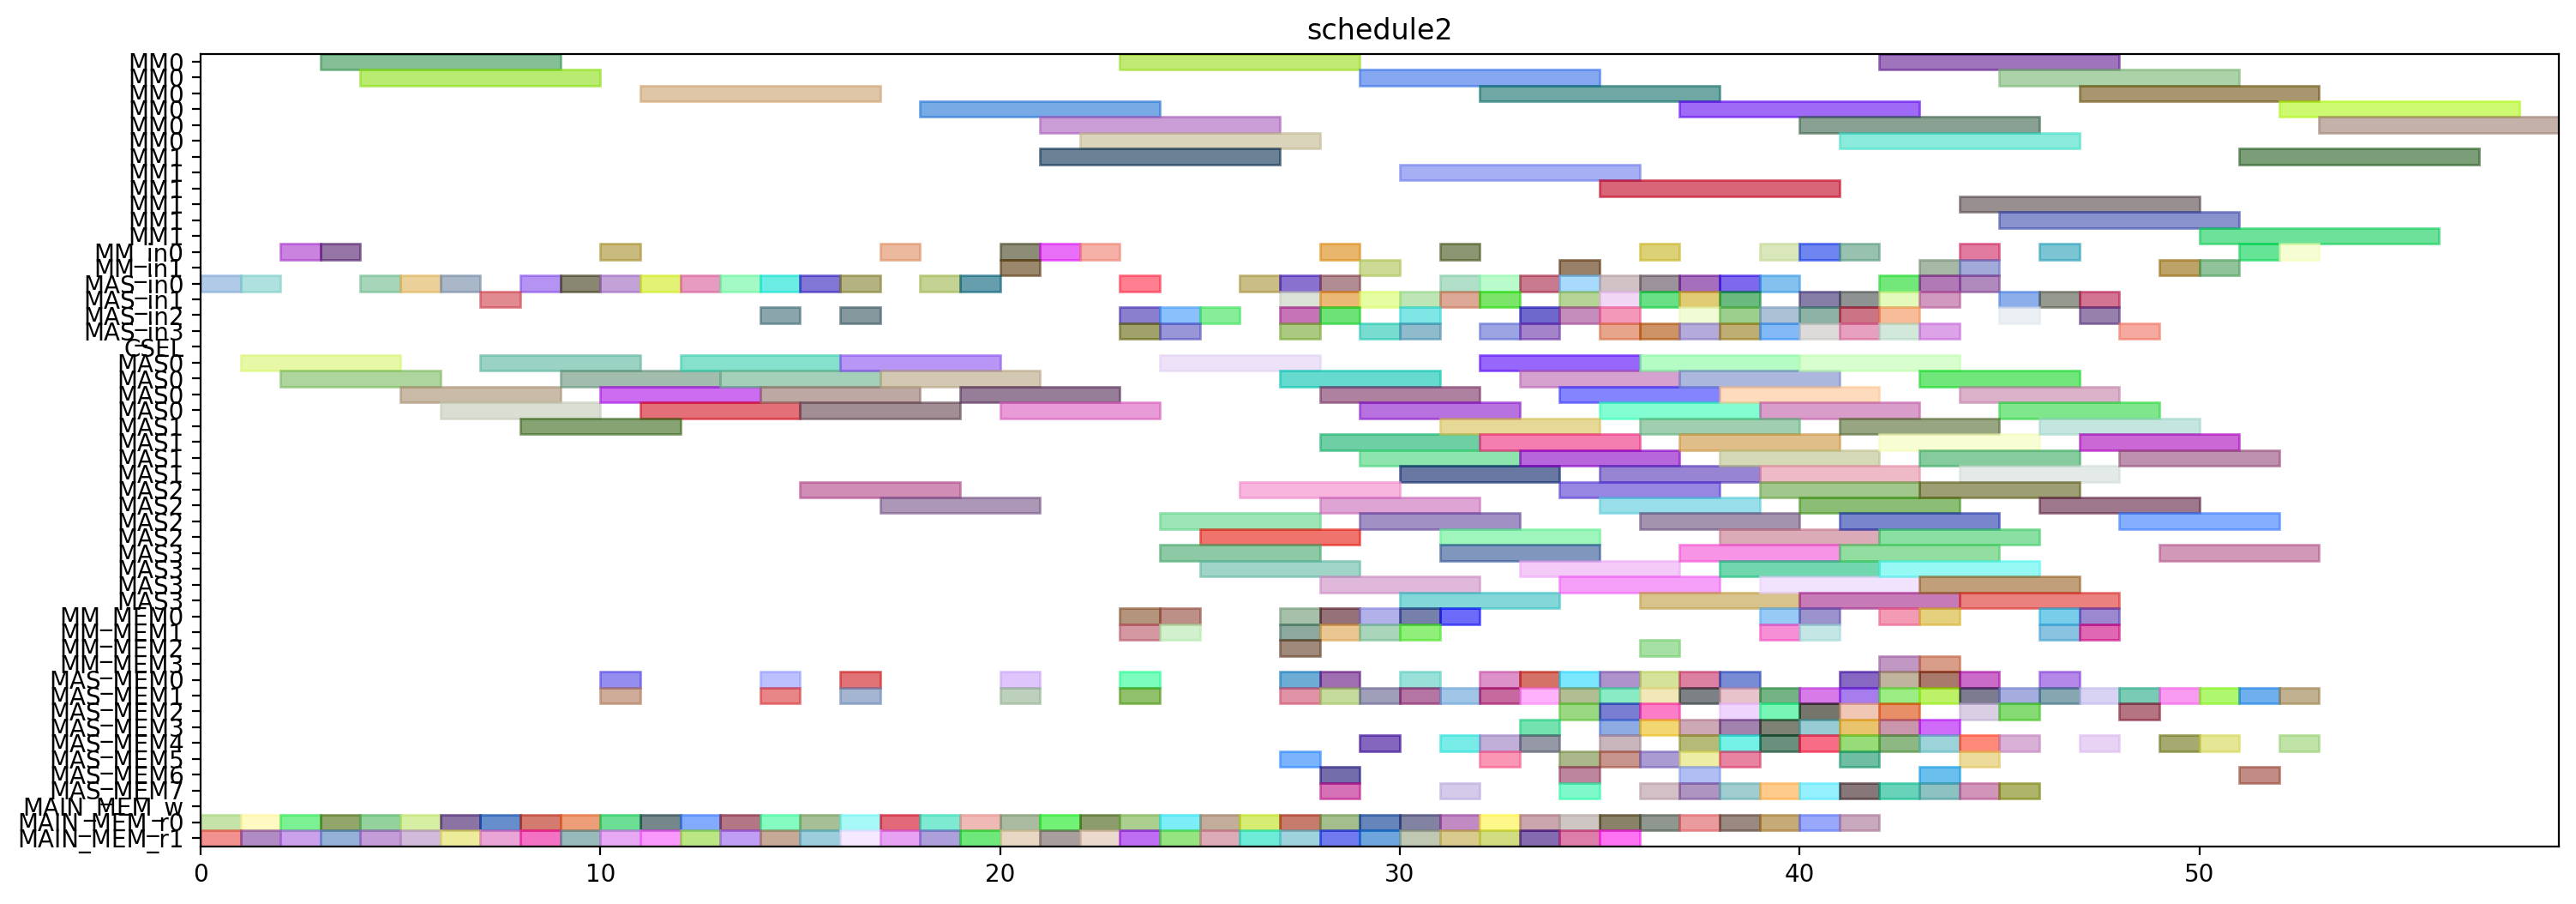 schedule2
MM0
MM0
MM0
MM0
MM0
MM0
MM1
MM1
MM1
MM1
MM1
MM1
MM_in0
MM_in1
MAS_in0
MAS_in1
MAS_in2
MAS_in3
CSEL
MAS0
MAS0
MAS0
MAS0
MAS1
MAS1
MAS1
MAS1
MAS2
MAS2
MAS2
MAS2
MAS3
MAS3
MAS3
MAS3
MM_MEM0
MM_MEM1
MM_MEM2
MM_MEM3
MAS_MEM0
MAS_MEM1
MAS_MEM2
MAS_MEM3
MAS_MEM4
MAS_MEM5
MAS_MEM6
MAS_MEM7
MAIN_MEM_w
MAIN_MEM_r0
MAIN_MEM_r1
0 10 20 30 40 50